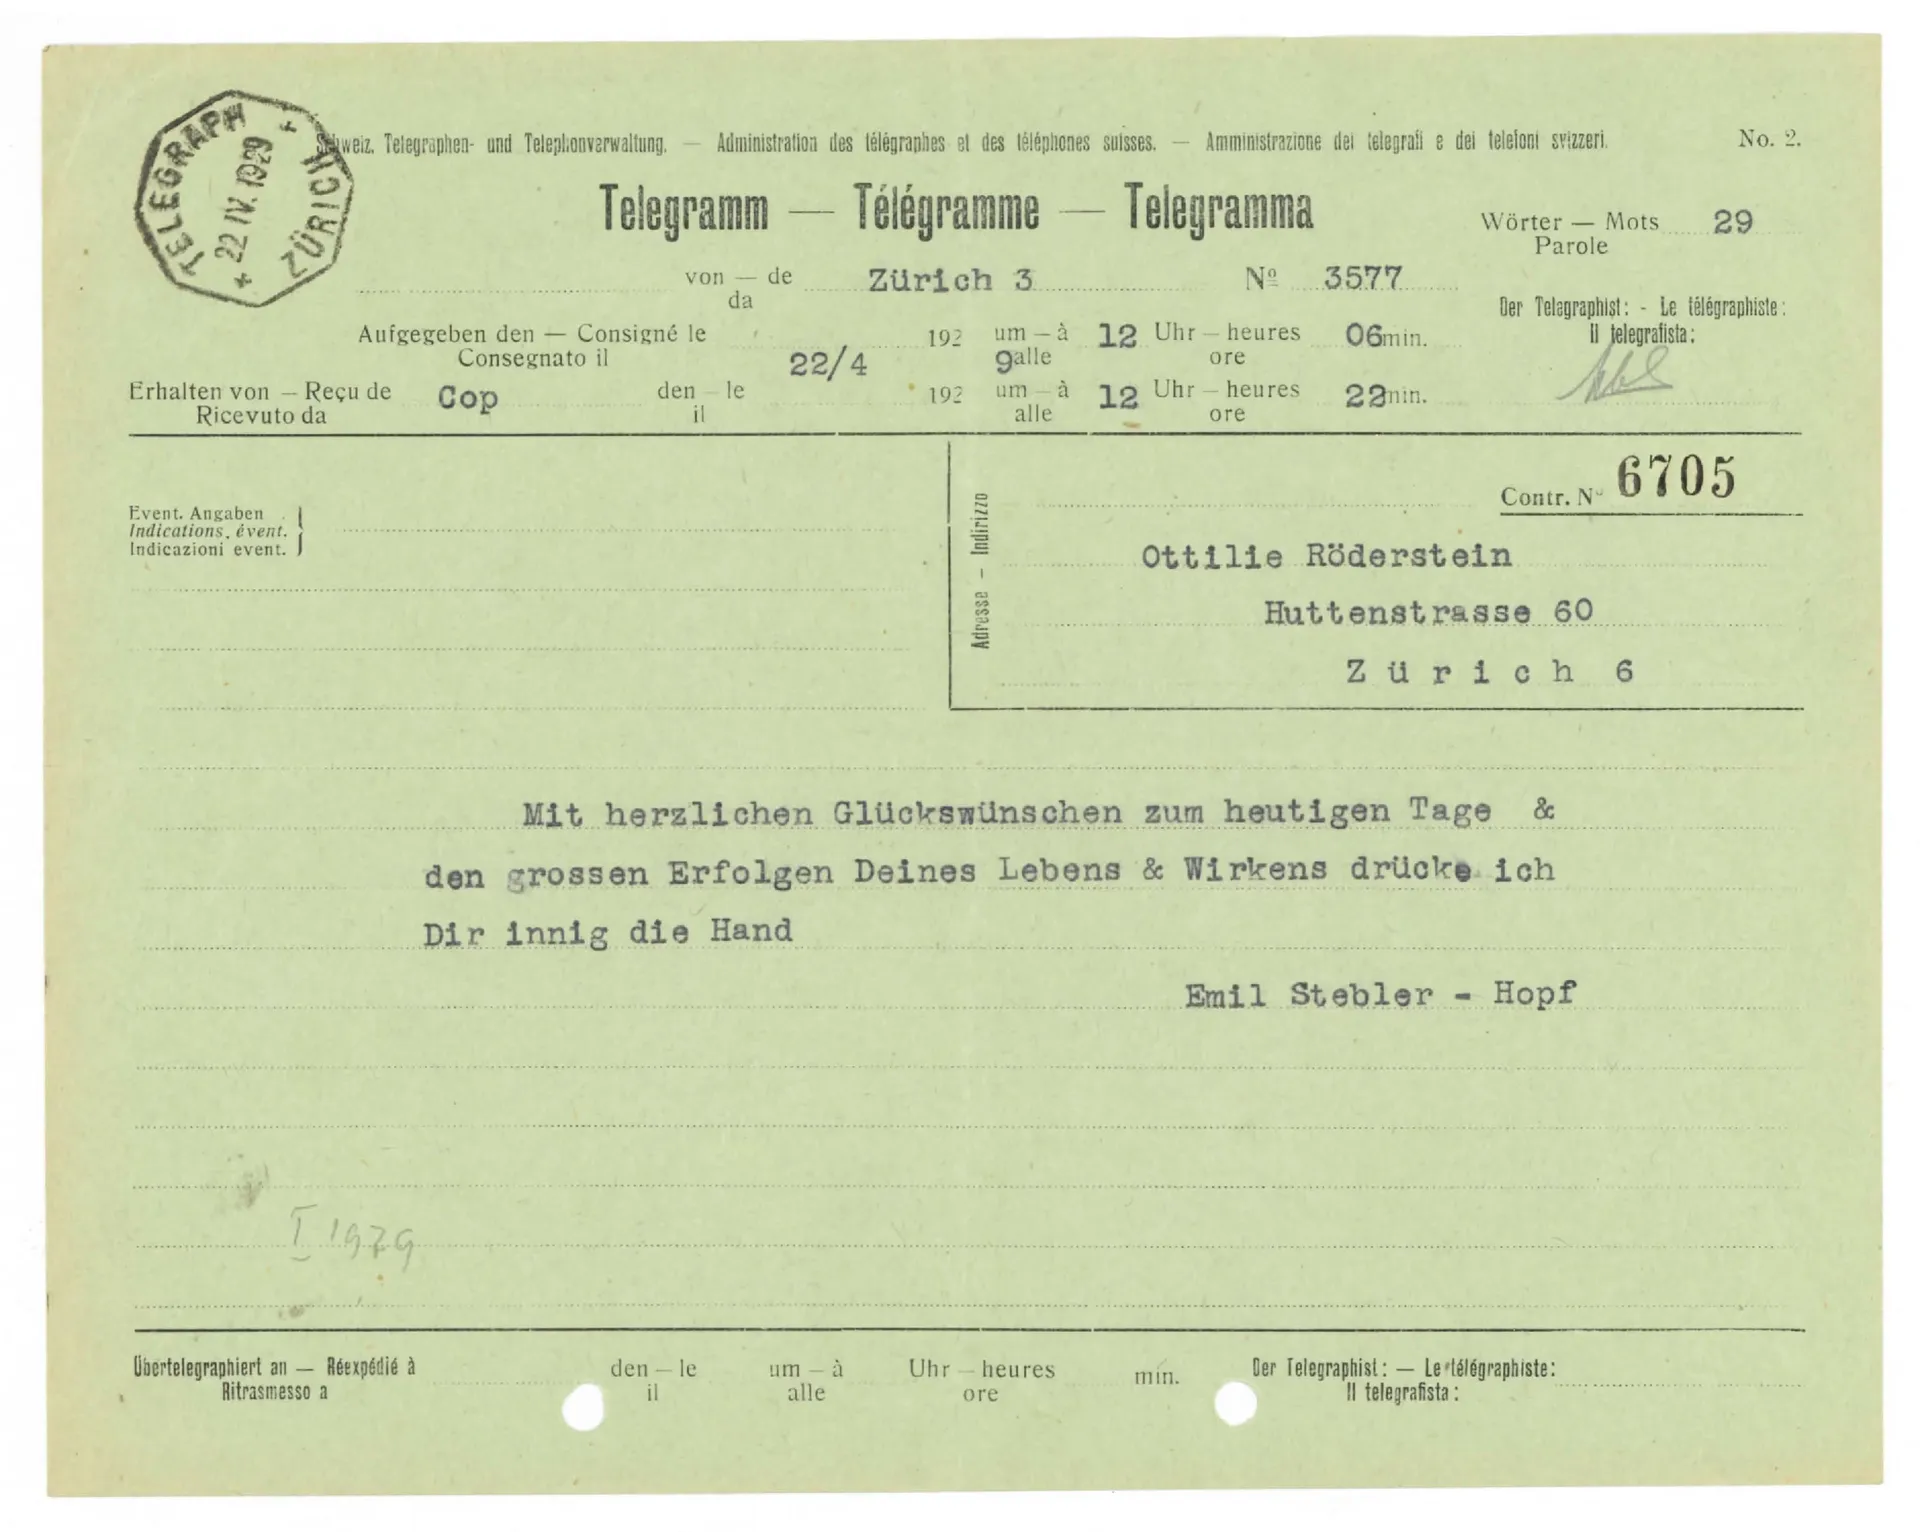 TELEGRAPH ZÜRICH
22 IV. 1929
Schweiz. Telegraphen- und Telephonverwaltung. — Administration des télégraphes et des téléphones suisses. — Amministrazione dei telegrafi e dei telefoni svizzeri. No. 2.
Telegramm — Télégramme — Telegramma
Wörter — Mots 29
Parole
von — de Zürich 3 Nº 3577
da
Der Telegraphist: - Le télégraphiste:
Il telegrafista:
Aufgegeben den — Consigné le 192 um — à 12 Uhr — heures 06 min.
Consegnato il 22/4 9 alle ore
Erhalten von — Reçu de Cop den — le 192 um — à 12 Uhr — heures 22 min.
Ricevuto da il alle ore
Contr. Nº 6705
Event. Angaben
Indications. évent.
Indicazioni event.
Adresse - Indirizzo
Ottilie Röderstein
Huttenstrasse 60
Zürich 6
Mit herzlichen Glückswünschen zum heutigen Tage &
den grossen Erfolgen Deines Lebens & Wirkens drücke ich
Dir innig die Hand
Emil Stebler - Hopf
I 1929
Übertelegraphiert an — Réexpédié à den — le um — à Uhr — heures min. Der Telegraphist: — Le télégraphiste:
Ritrasmesso a il alle ore Il telegrafista: